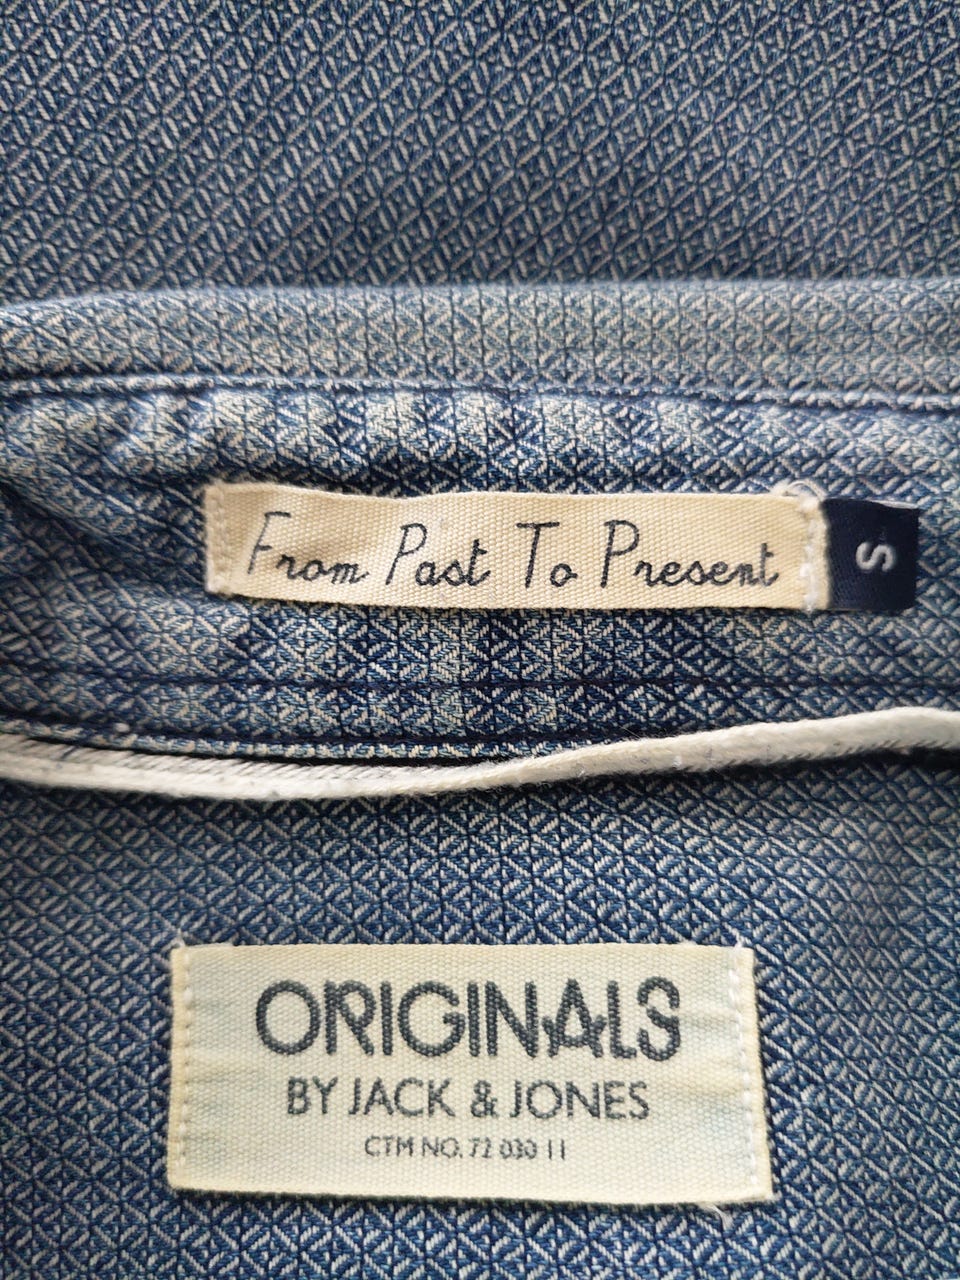 From Past To Present
S
ORIGINALS
BY JACK & JONES
CTM NO. 72 030 11